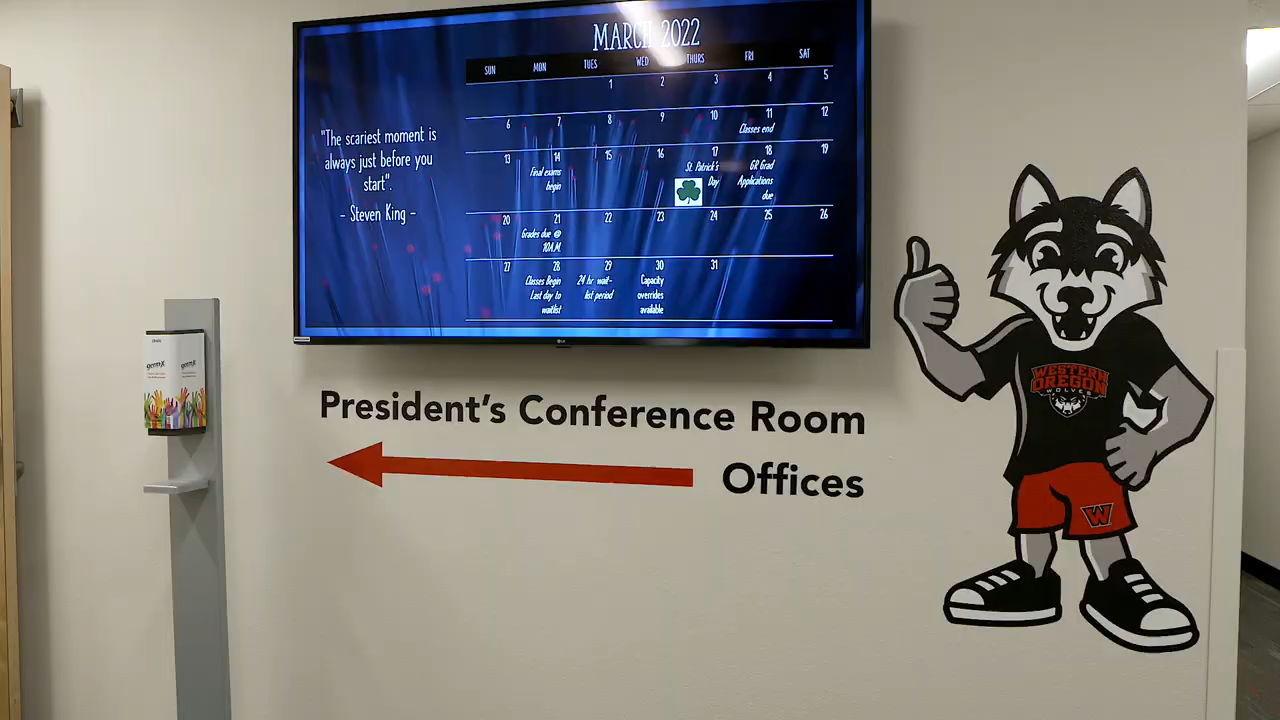 MARCH 2022
SUN MON TUES WED THURS FRI SAT
1 2 3 4 5
6 7 8 9 10 11 12
Classes end
13 14 15 16 17 18 19
Final exams
begin
St. Patrick's
Day
GR Grad
Applications
due
20 21 22 23 24 25 26
Grades due @
10A.M.
27 28 29 30 31
Classes Begin
Last day to
waitlist
24 hr wait-
list period
Capacity
overrides
available
"The scariest moment is
always just before you
start".
- Steven King -
President's Conference Room
Offices
germx
germx
WESTERN
OREGON
WOLVES
W
LG